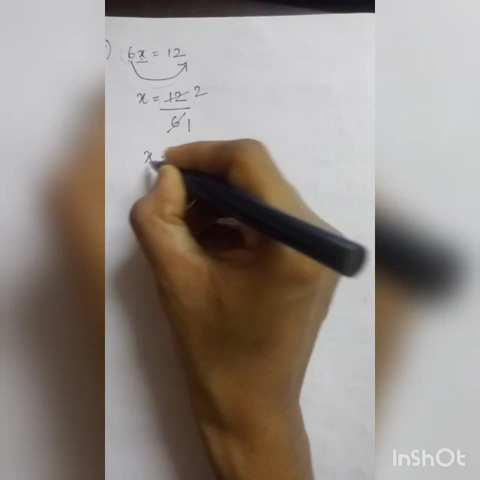 ) 6x = 12
x = 12 2
6 1
x =
InShOt